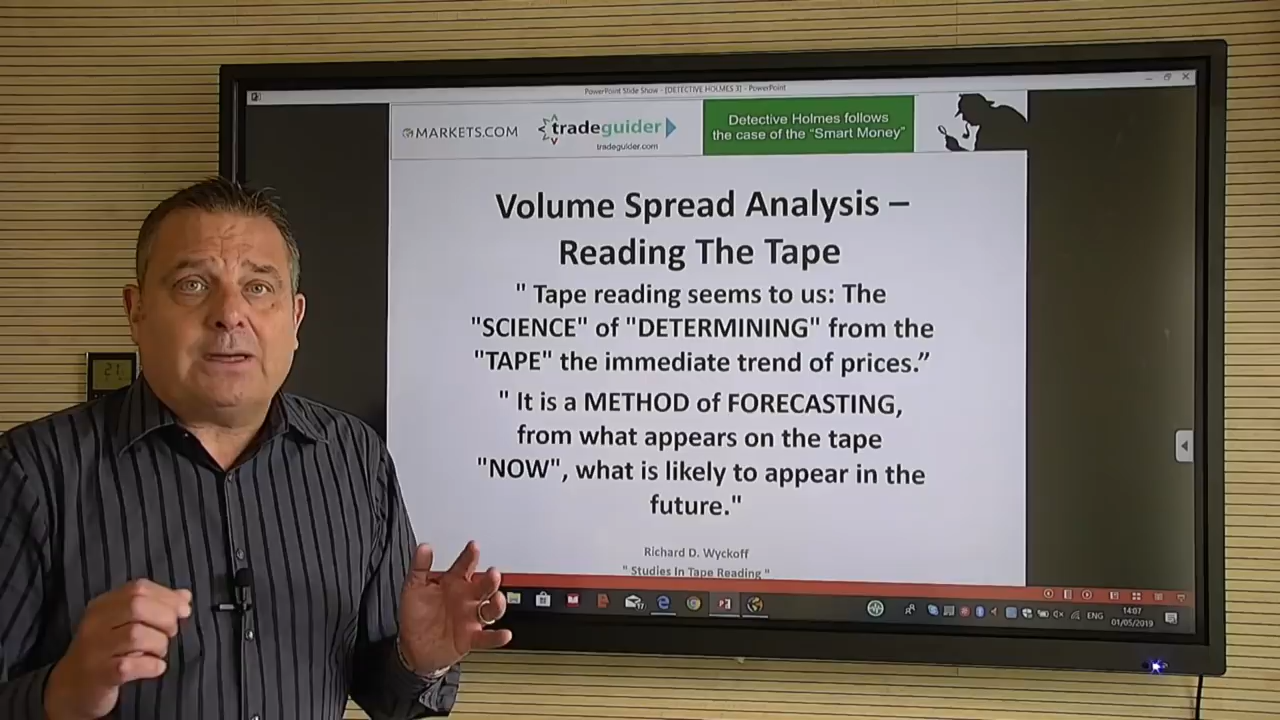 PowerPoint Slide Show - [DETECTIVE HOLMES 3] - PowerPoint
MARKETS.COM
tradeguider
tradeguider.com
Detective Holmes follows
the case of the "Smart Money"
Volume Spread Analysis –
Reading The Tape
" Tape reading seems to us: The
"SCIENCE" of "DETERMINING" from the
"TAPE" the immediate trend of prices.”
" It is a METHOD of FORECASTING,
from what appears on the tape
"NOW", what is likely to appear in the
future."
Richard D. Wyckoff
" Studies In Tape Reading "
ENG
14:07
01/05/2019
21